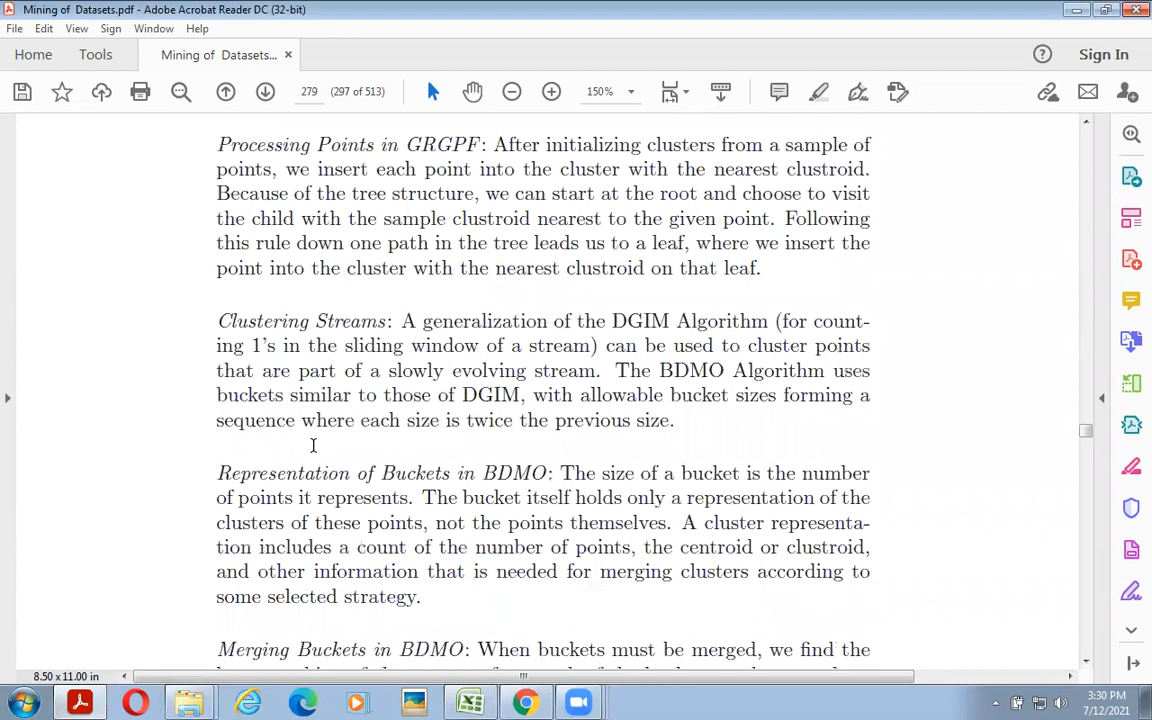 Mining of  Datasets.pdf - Adobe Acrobat Reader DC (32-bit)
File Edit View Sign Window Help
Home Tools Mining of Datasets... × Sign In
279 (297 of 513) 150%
Processing Points in GRGPF: After initializing clusters from a sample of
points, we insert each point into the cluster with the nearest clustroid.
Because of the tree structure, we can start at the root and choose to visit
the child with the sample clustroid nearest to the given point. Following
this rule down one path in the tree leads us to a leaf, where we insert the
point into the cluster with the nearest clustroid on that leaf.
Clustering Streams: A generalization of the DGIM Algorithm (for count-
ing 1's in the sliding window of a stream) can be used to cluster points
that are part of a slowly evolving stream. The BDMO Algorithm uses
buckets similar to those of DGIM, with allowable bucket sizes forming a
sequence where each size is twice the previous size.
Representation of Buckets in BDMO: The size of a bucket is the number
of points it represents. The bucket itself holds only a representation of the
clusters of these points, not the points themselves. A cluster representa-
tion includes a count of the number of points, the centroid or clustroid,
and other information that is needed for merging clusters according to
some selected strategy.
Merging Buckets in BDMO: When buckets must be merged, we find the
8.50 x 11.00 in
3:30 PM
7/12/2021